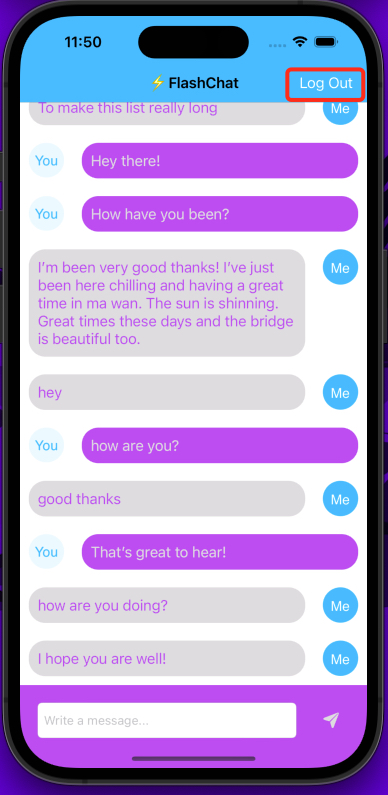 11:50
⚡️FlashChat
Log Out
To make this list really long
Me
You
Hey there!
You
How have you been?
I'm been very good thanks! I've just
been here chilling and having a great
time in ma wan. The sun is shinning.
Great times these days and the bridge
is beautiful too.
Me
hey
Me
You
how are you?
good thanks
Me
You
That's great to hear!
how are you doing?
Me
I hope you are well!
Me
Write a message...